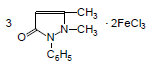 3
CH₃
N–CH₃
O
N
C₆H₅
· 2FeCl₃